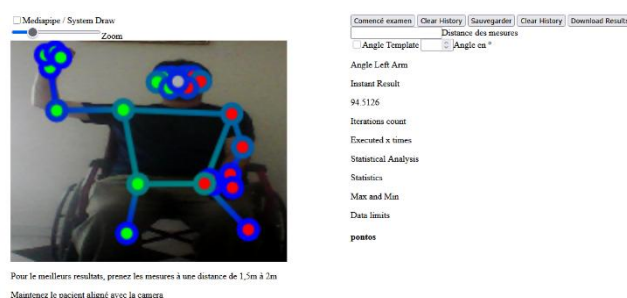 Mediapipe / System Draw
Zoom
Pour le meilleurs resultats, prenez les mesures à une distance de 1,5m à 2m
Maintenez le pacient aligné avec la camera
Comencé examen Clear History Sauvegarder Clear History Download Results
Distance des mesures
Angle Template Angle en °
Angle Left Arm
Instant Result
94.5126
Iterations count
Executed x times
Statistical Analysis
Statistics
Max and Min
Data limits
pontos